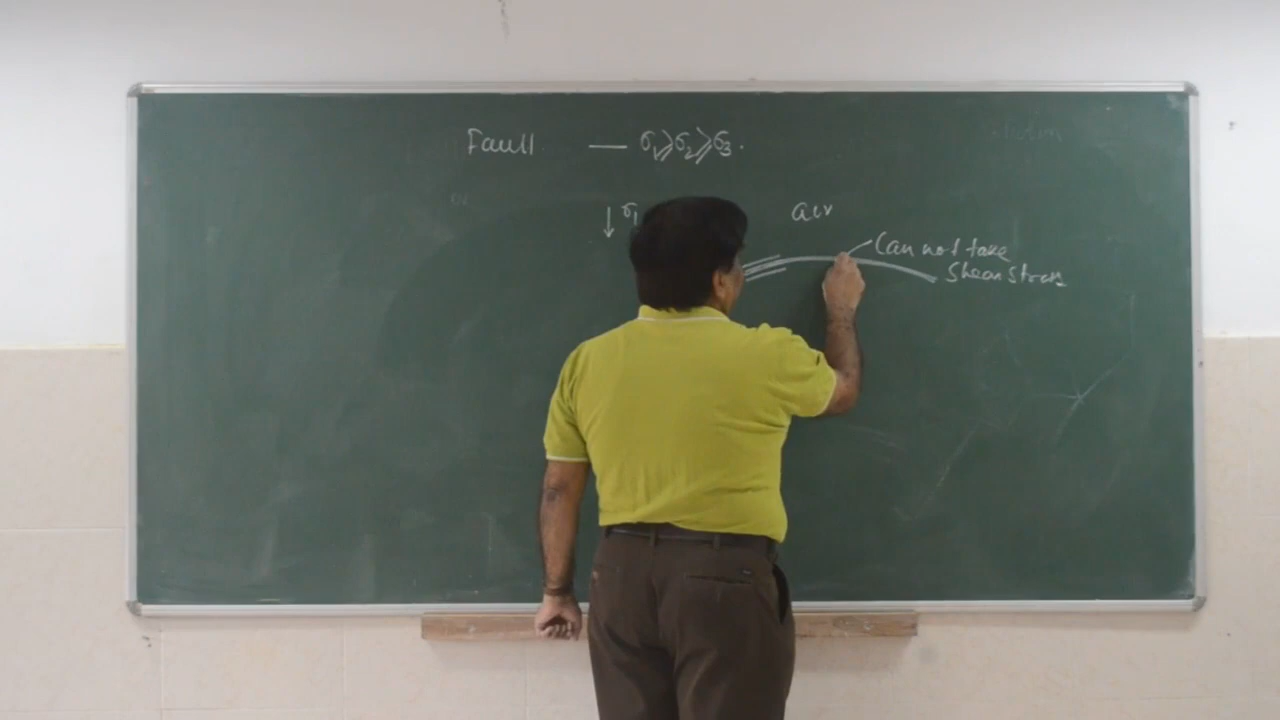 Fault — σ₁⩾σ₂⩾σ₃.
↓ σ₁
air
Can not take
Shear stress